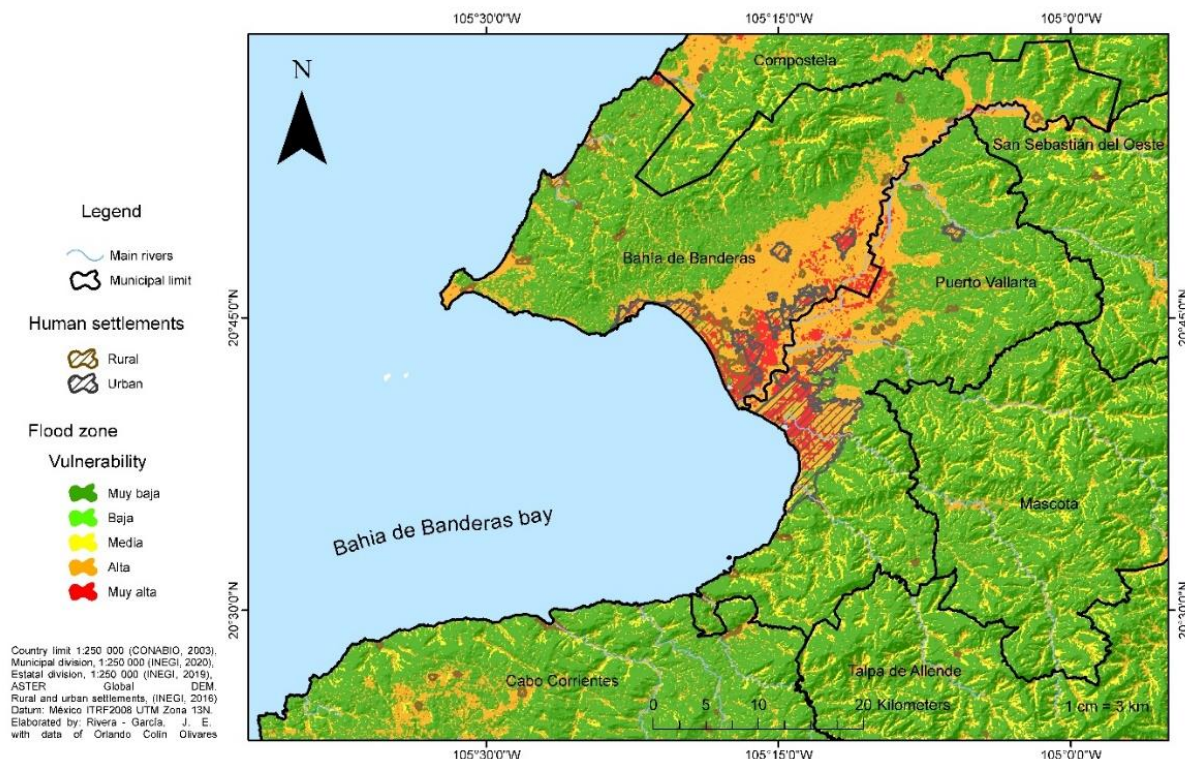 105°30'0"W
105°15'0"W
105°0'0"W
N
Compostela
San Sebastián del Oeste
Legend
Main rivers
Municipal limit
Human settlements
Rural
Urban
Flood zone
Vulnerability
Muy baja
Baja
Media
Alta
Muy alta
Bahía de Banderas
Puerto Vallarta
20°45'0"N
20°45'0"N
Mascota
Bahia de Banderas bay
20°30'0"N
20°30'0"N
Country limit 1:250 000 (CONABIO, 2003),
Municipal division, 1:250 000 (INEGI, 2020),
Estatal division, 1:250 000 (INEGI, 2019),
ASTER Global DEM.
Rural and urban settlements, (INEGI, 2016)
Datum: México ITRF2008 UTM Zona 13N.
Elaborated by: Rivera - García, J. E.
with data of Orlando Colín Olivares
Cabo Corrientes
Talpa de Allende
0 5 10 20 Kilometers
1 cm = 3 km
105°30'0"W
105°15'0"W
105°0'0"W